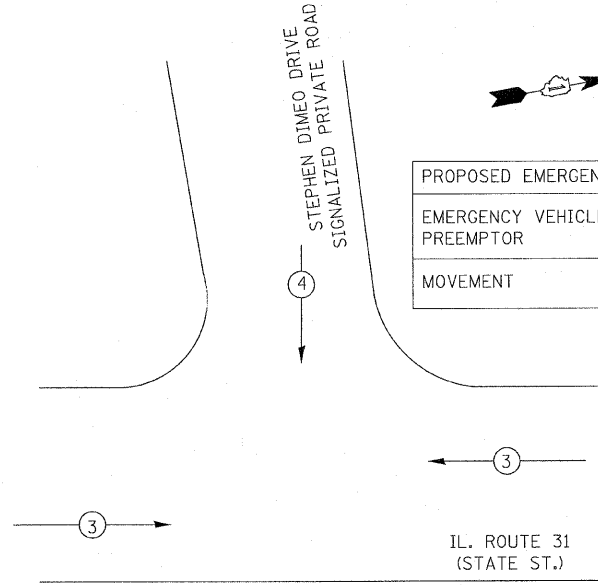 STEPHEN DIMEO DRIVE
SIGNALIZED PRIVATE ROAD
PROPOSED EMERGEN
EMERGENCY VEHICLE
PREEMPTOR
MOVEMENT
4
3
3
IL. ROUTE 31
(STATE ST.)